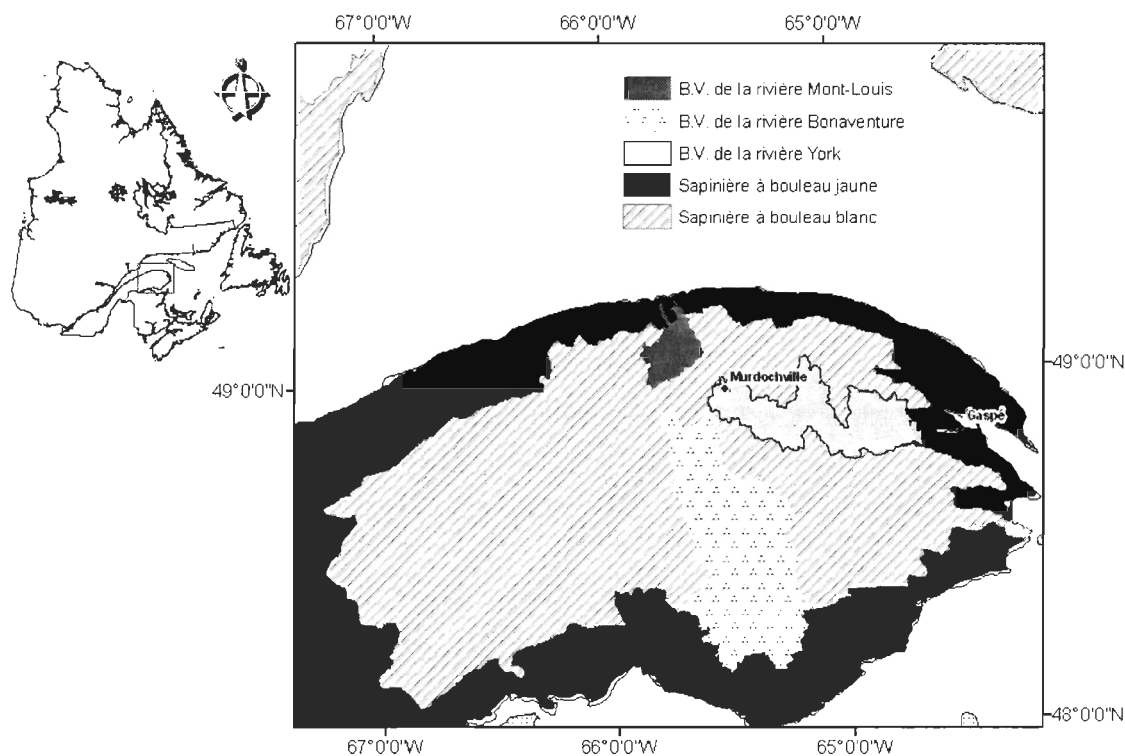 67°0'0"W 66°0'0"W 65°0'0"W
B.V. de la rivière Mont-Louis
B.V. de la rivière Bonaventure
B.V. de la rivière York
Sapinière à bouleau jaune
Sapinière à bouleau blanc
49°0'0"N
49°0'0"N
Murdochville
Gaspé
48°0'0"N
67°0'0"W 66°0'0"W 65°0'0"W